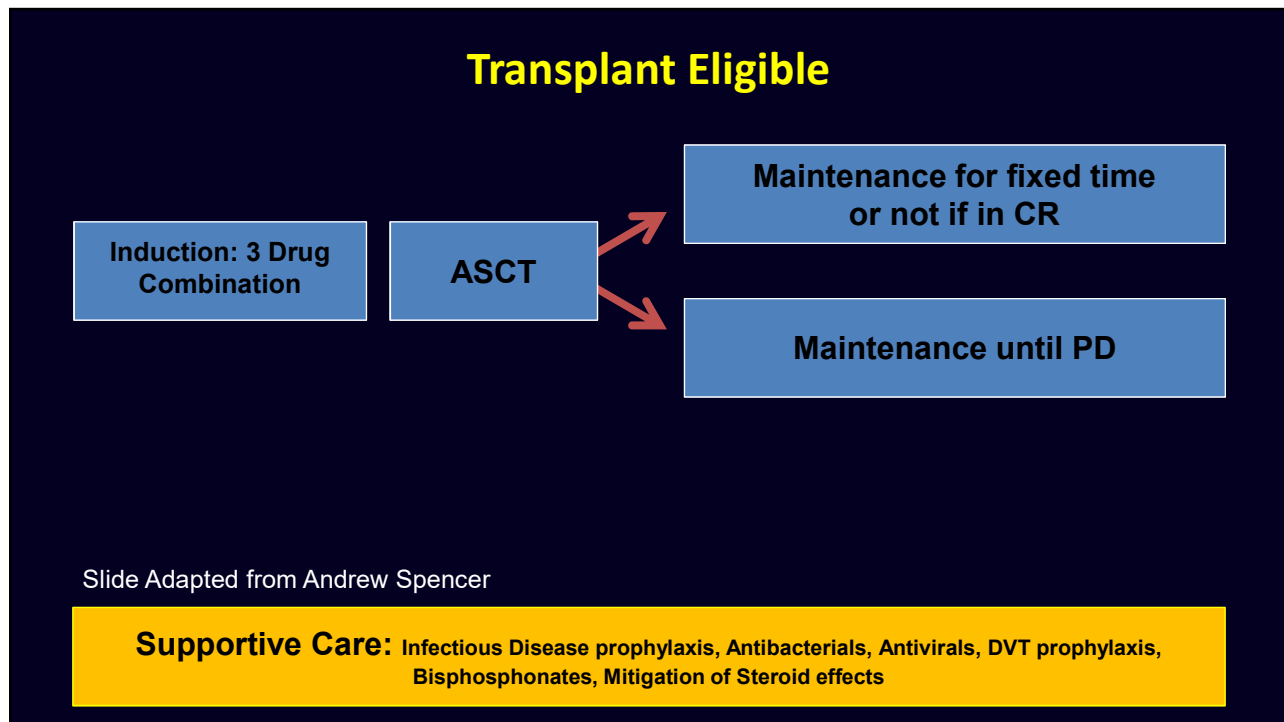 Transplant Eligible
Maintenance for fixed time
or not if in CR
Induction: 3 Drug
Combination
ASCT
Maintenance until PD
Slide Adapted from Andrew Spencer
Supportive Care: Infectious Disease prophylaxis, Antibacterials, Antivirals, DVT prophylaxis,
Bisphosphonates, Mitigation of Steroid effects